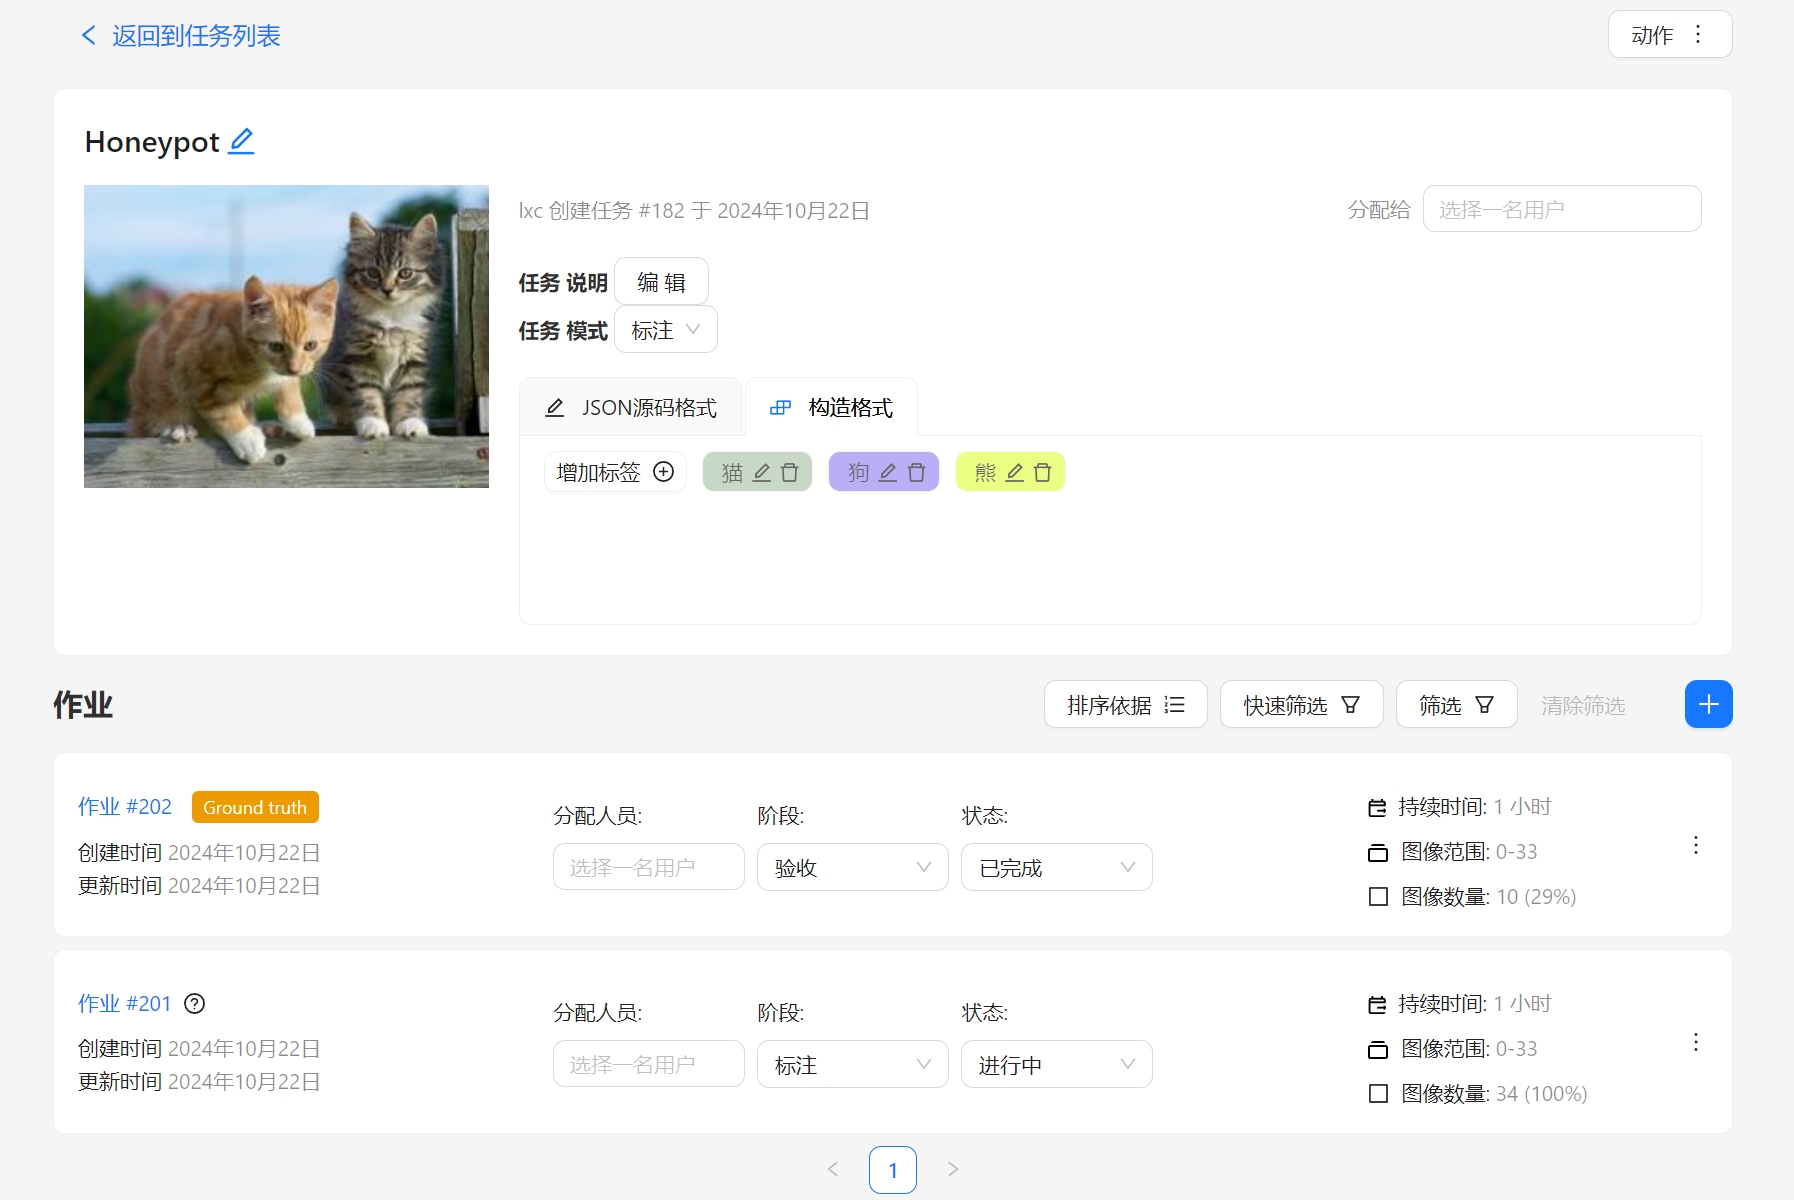 返回到任务列表
动作
Honeypot
lxc 创建任务 #182 于 2024年10月22日
分配给 选择一名用户
任务 说明 编 辑
任务 模式 标注
JSON源码格式 构造格式
增加标签 猫 狗 熊
作业
排序依据 快速筛选 筛选 清除筛选
作业 #202 Ground truth
创建时间 2024年10月22日
更新时间 2024年10月22日
分配人员: 阶段: 状态:
选择一名用户 验收 已完成
持续时间: 1 小时
图像范围: 0-33
图像数量: 10 (29%)
作业 #201
创建时间 2024年10月22日
更新时间 2024年10月22日
分配人员: 阶段: 状态:
选择一名用户 标注 进行中
持续时间: 1 小时
图像范围: 0-33
图像数量: 34 (100%)
1